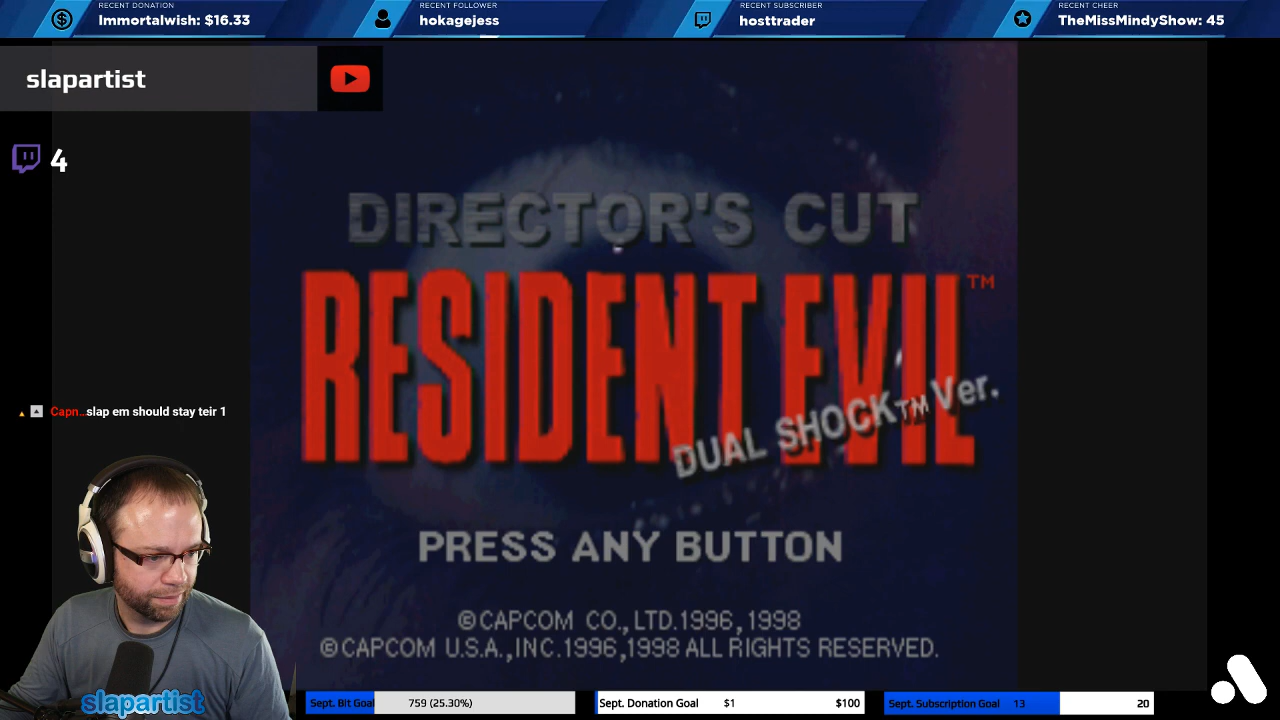 RECENT DONATION
Immortalwish: $16.33
RECENT FOLLOWER
hokagejess
RECENT SUBSCRIBER
hosttrader
RECENT CHEER
TheMissMindyShow: 45
slapartist
4
DIRECTOR'S CUT
RESIDENT EVIL™
DUAL SHOCK™ Ver.
Capn...slap em should stay teir 1
PRESS ANY BUTTON
©CAPCOM CO., LTD.1996,1998
©CAPCOM U.S.A.,INC.1996,1998 ALL RIGHTS RESERVED.
slapartist
Sept. Bit Goal 759 (25.30%)
Sept. Donation Goal $1 $100
Sept. Subscription Goal 13 20